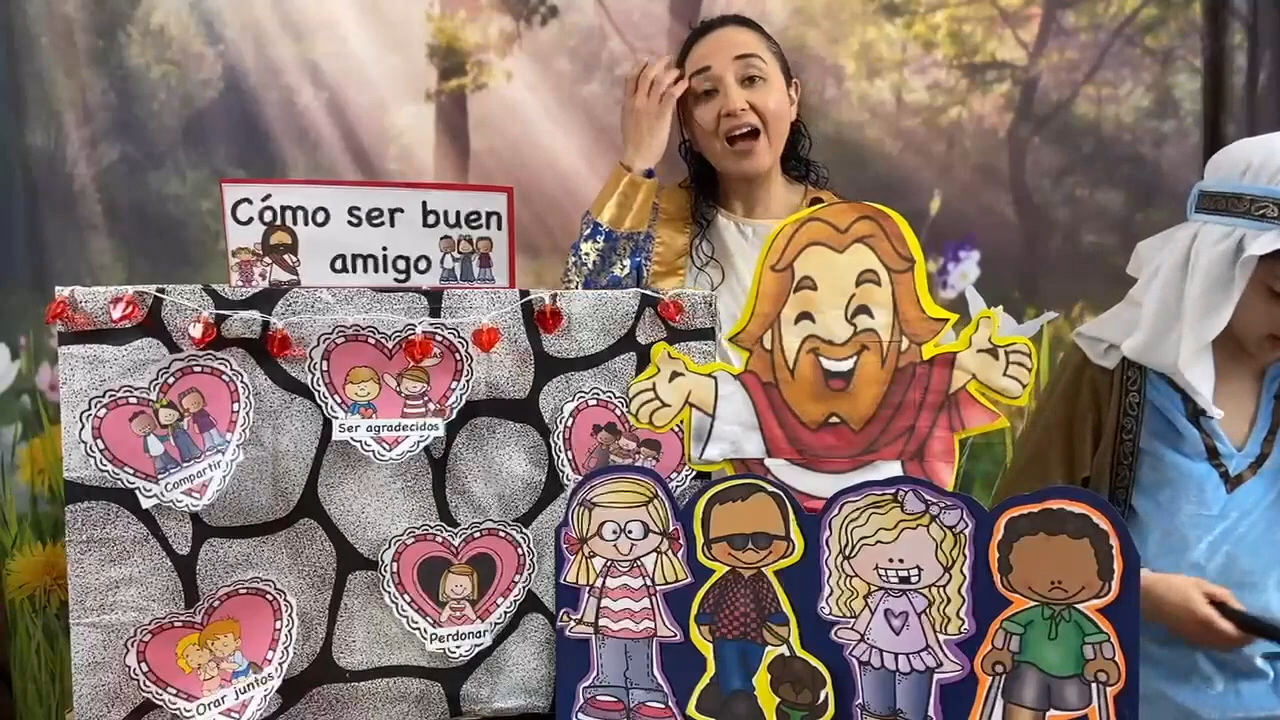 Cómo ser buen
amigo
Ser agradecidos
Compartir
Perdonar
Orar juntos